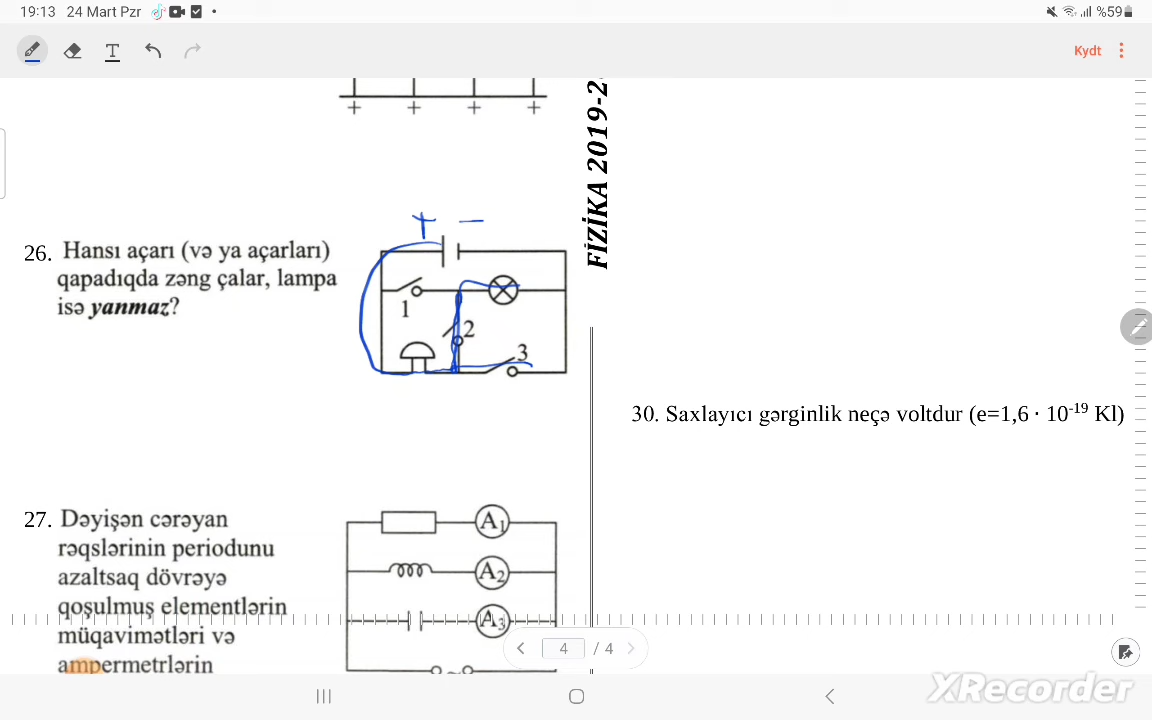 19:13 24 Mart Pzr
%59
T
Kydt
+ + + +
FİZİKA 2019-2
+ −
26. Hansı açarı (və ya açarları)
qapadıqda zəng çalar, lampa
isə yanmaz?
1
2
3
30. Saxlayıcı gərginlik neçə voltdur (e=1,6 · 10⁻¹⁹ Kl)
27. Dəyişən cərəyan
rəqslərinin periodunu
azaltsaq dövrəyə
qoşulmuş elementlərin
müqavimətləri və
ampermetrlərin
A₁
A₂
A₃
4 / 4
XRecorder